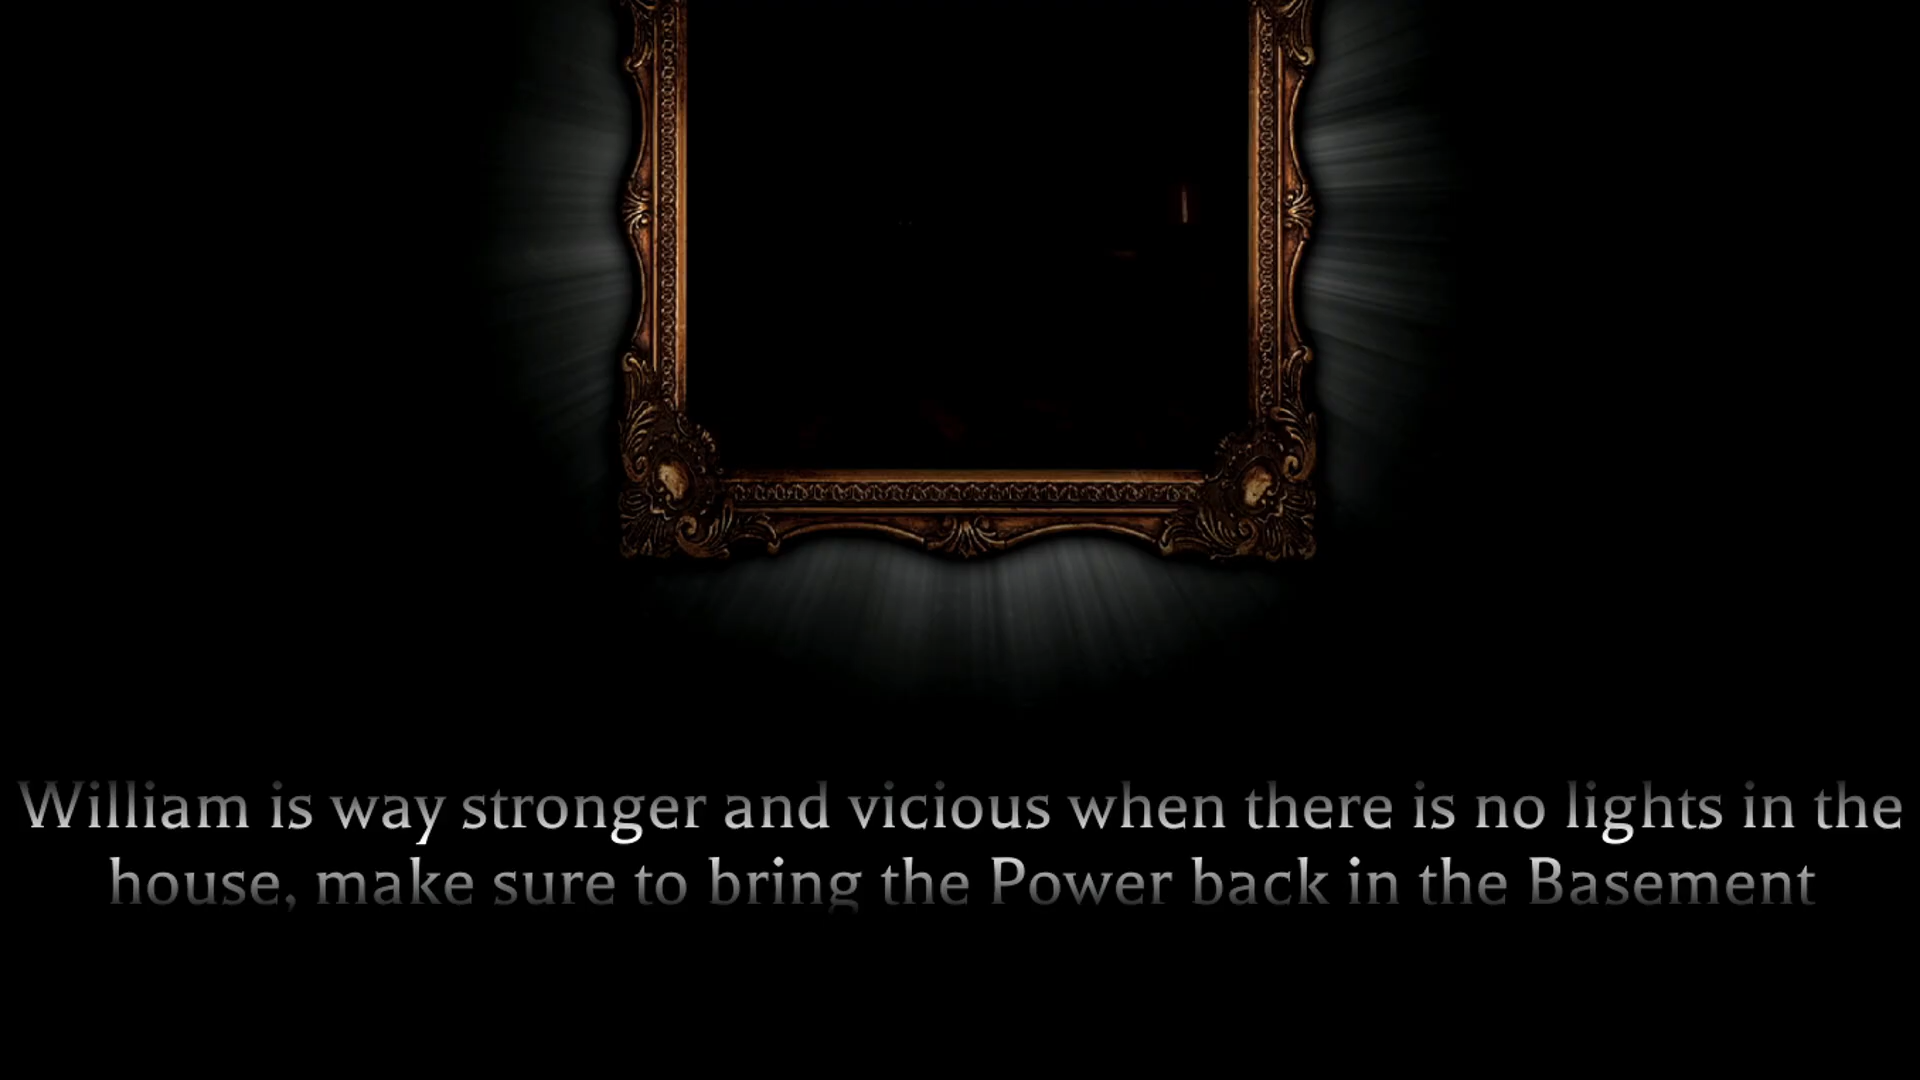 William is way stronger and vicious when there is no lights in the
house, make sure to bring the Power back in the Basement